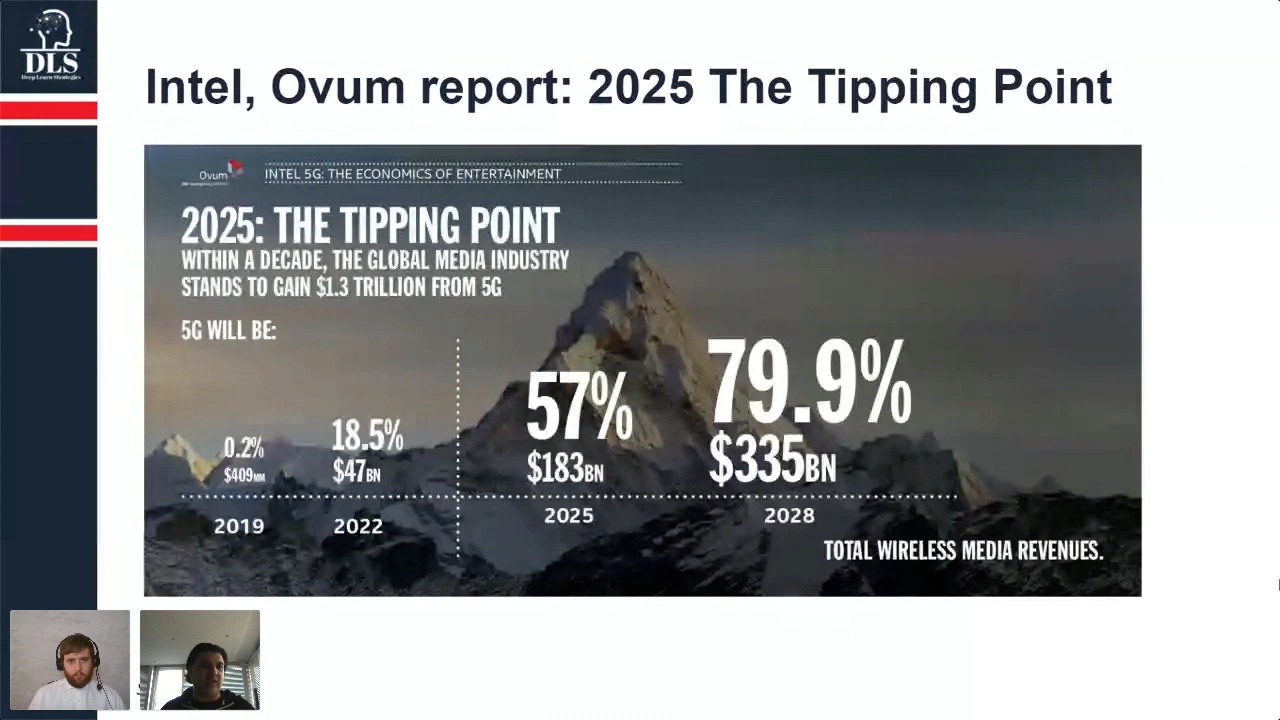 DLS
Deep Learn Strategies
Intel, Ovum report: 2025 The Tipping Point
Ovum
INTEL 5G: THE ECONOMICS OF ENTERTAINMENT
2025: THE TIPPING POINT
WITHIN A DECADE, THE GLOBAL MEDIA INDUSTRY
STANDS TO GAIN $1.3 TRILLION FROM 5G
5G WILL BE:
0.2%
$409MM
2019
18.5%
$47BN
2022
57%
$183BN
2025
79.9%
$335BN
2028
TOTAL WIRELESS MEDIA REVENUES.